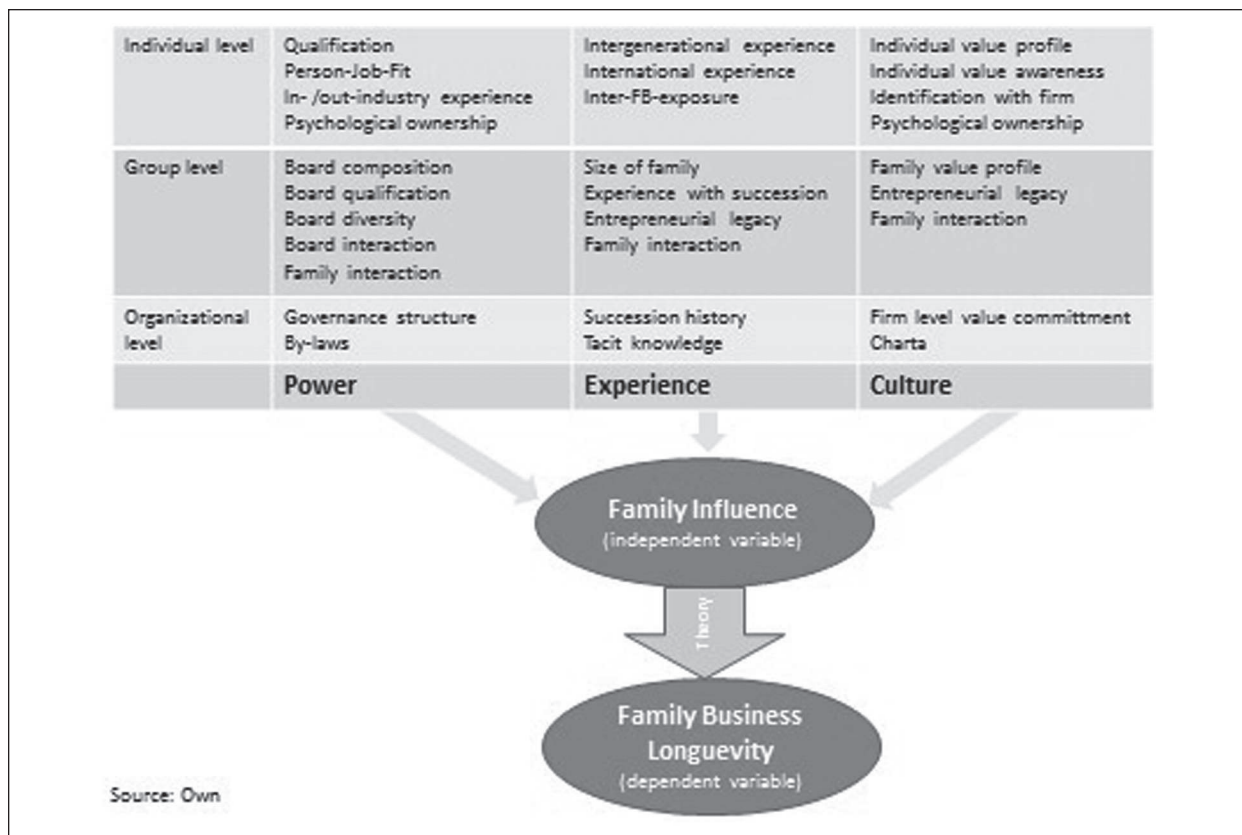 Individual level
Qualification
Person-Job-Fit
In- /out-industry experience
Psychological ownership
Intergenerational experience
International experience
Inter-FB-exposure
Individual value profile
Individual value awareness
Identification with firm
Psychological ownership
Group level
Board composition
Board qualification
Board diversity
Board interaction
Family interaction
Size of family
Experience with succession
Entrepreneurial legacy
Family interaction
Family value profile
Entrepreneurial legacy
Family interaction
Organizational
level
Governance structure
By-laws
Succession history
Tacit knowledge
Firm level value committment
Charta
Power
Experience
Culture
Family Influence
(independent variable)
Theory
Family Business
Longuevity
(dependent variable)
Source: Own